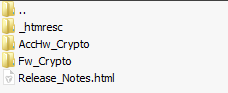 ..
_htmresc
AccHw_Crypto
Fw_Crypto
Release_Notes.html